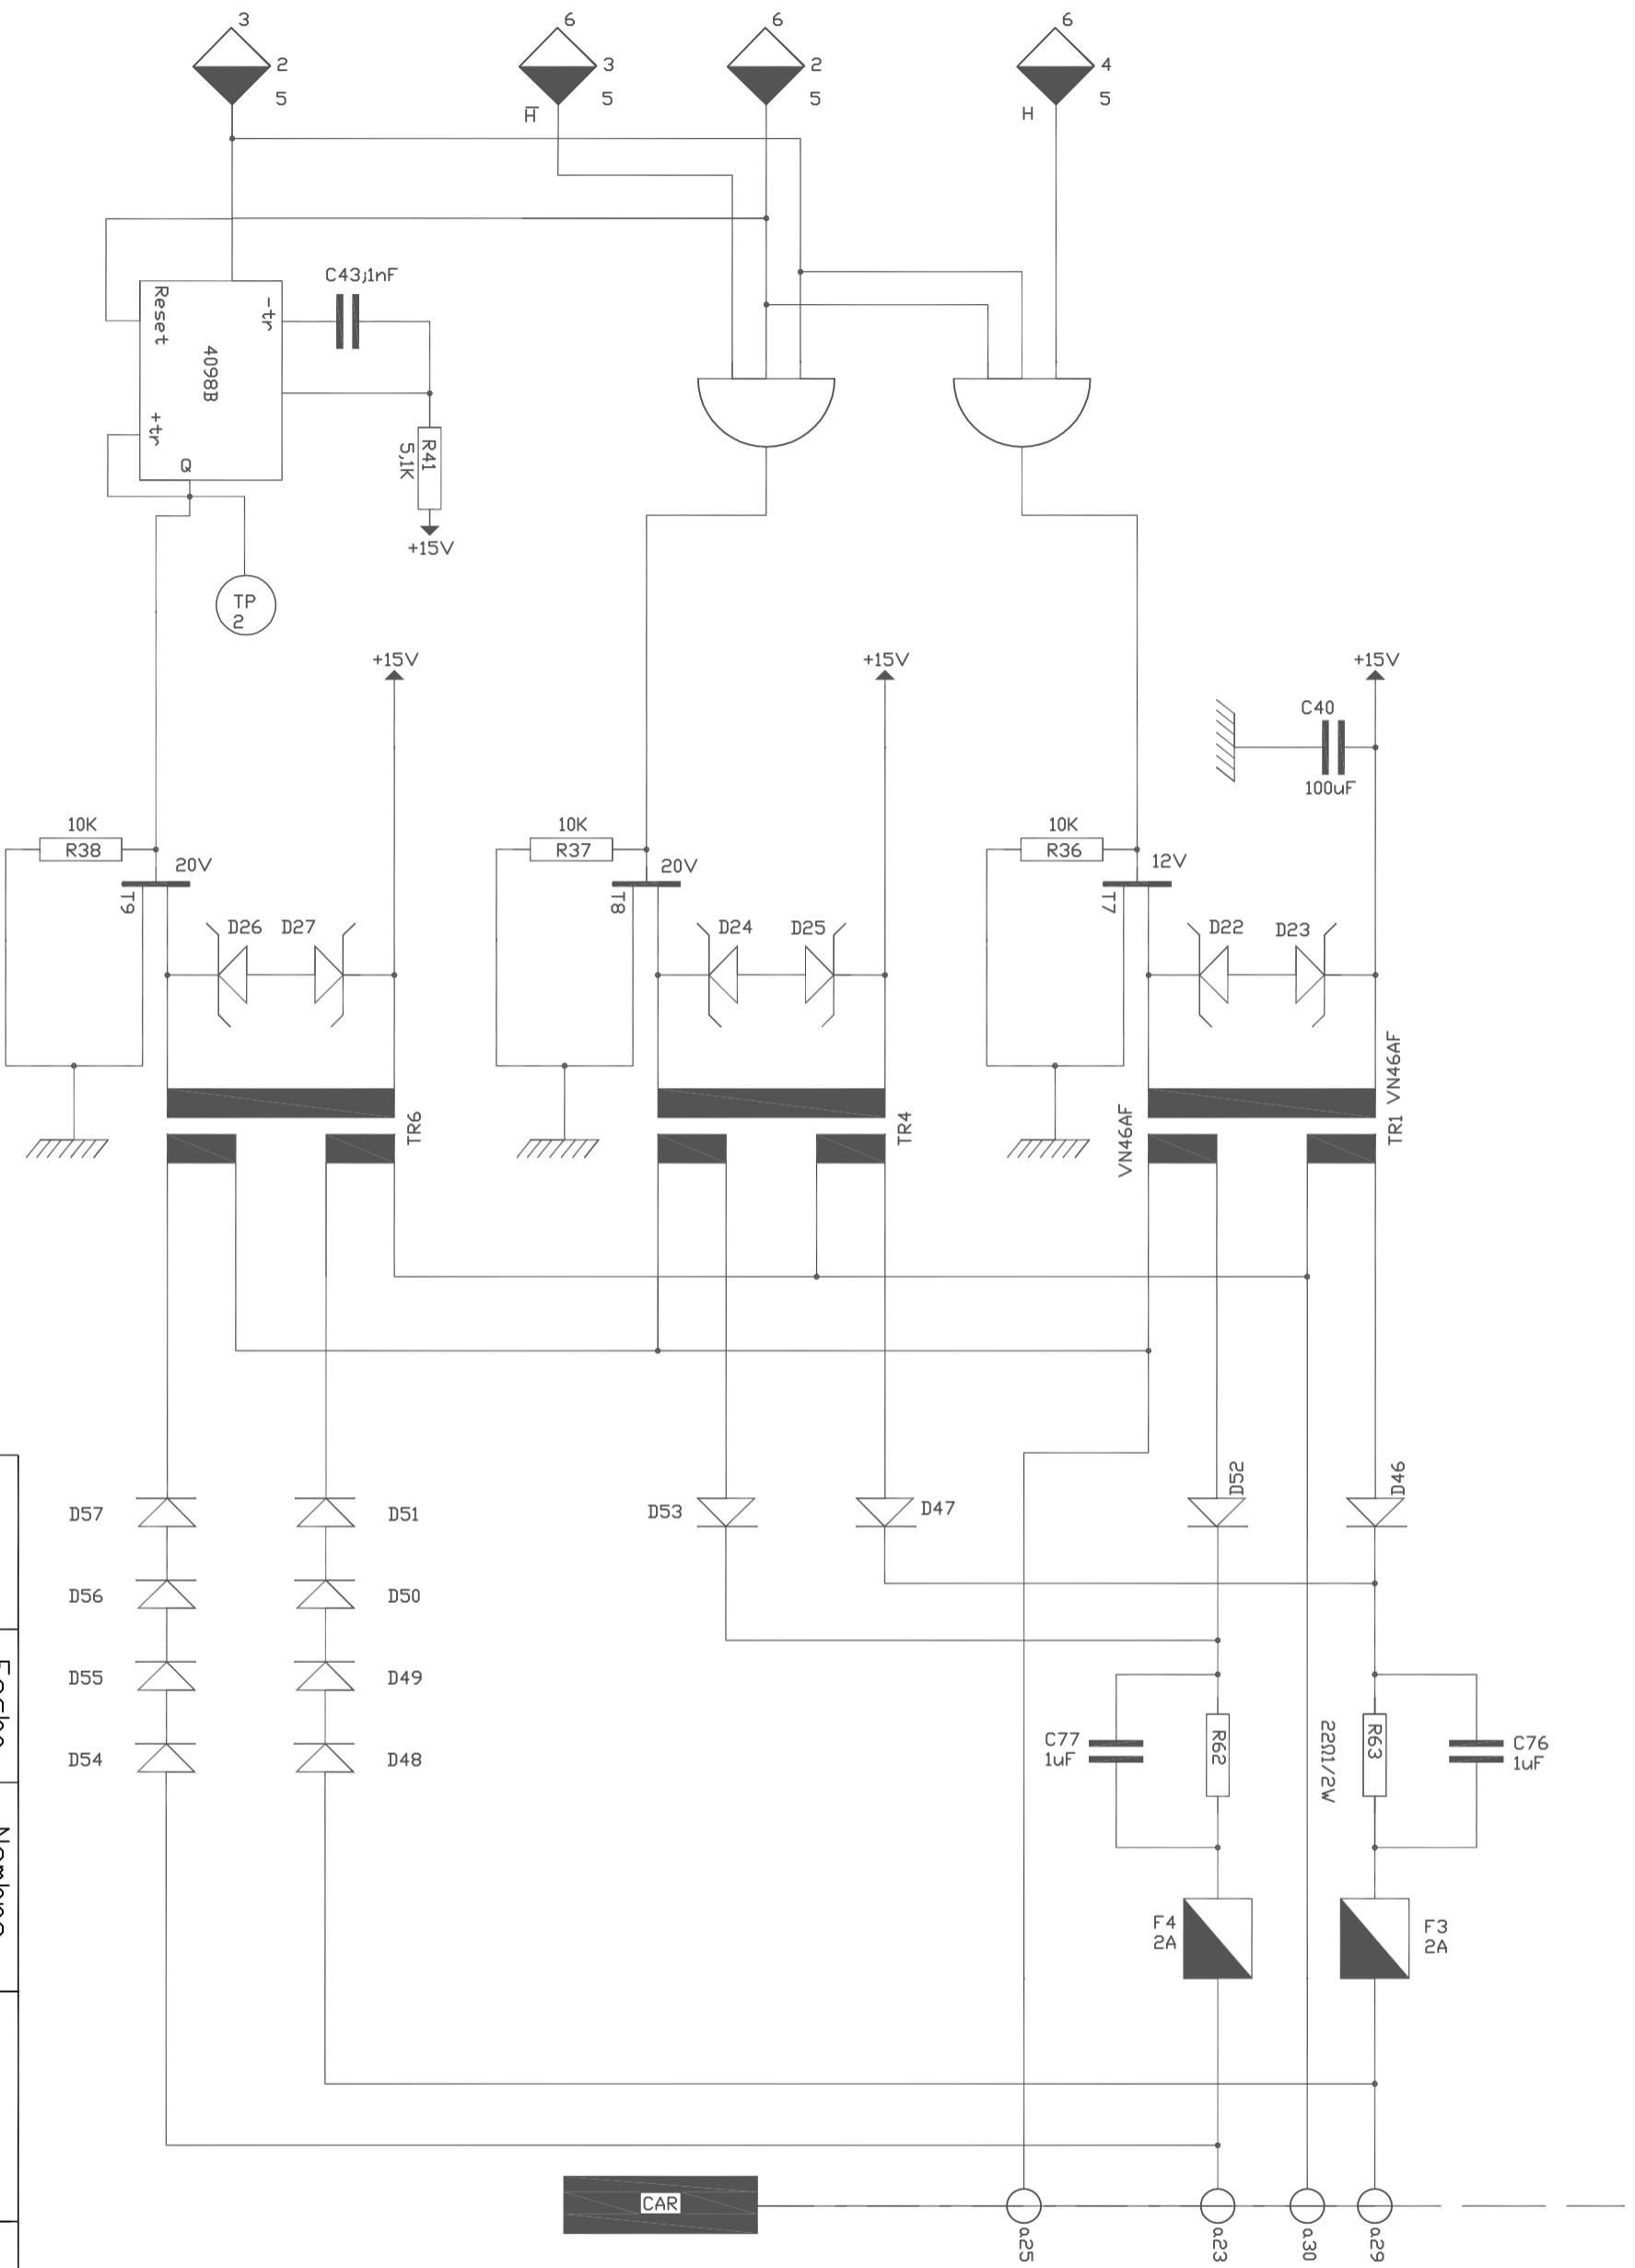 3
2
5
6
3
5
H̅
6
2
5
6
4
5
H
C43;1nF
Reset
-tr
4098B
+tr
Q
R41
5,1K
+15V
TP
2
+15V
+15V
+15V
C40
100uF
10K
R38
20V
T9
10K
R37
20V
T8
10K
R36
12V
T7
D26
D27
D24
D25
D22
D23
TR6
TR4
VN46AF
TR1 VN46AF
D57
D51
D53
D47
D52
D46
D56
D50
D55
D49
D54
D48
C77
1uF
R62
22Ω1/2W
R63
C76
1uF
F4
2A
F3
2A
CAR
a25
a23
a30
a29